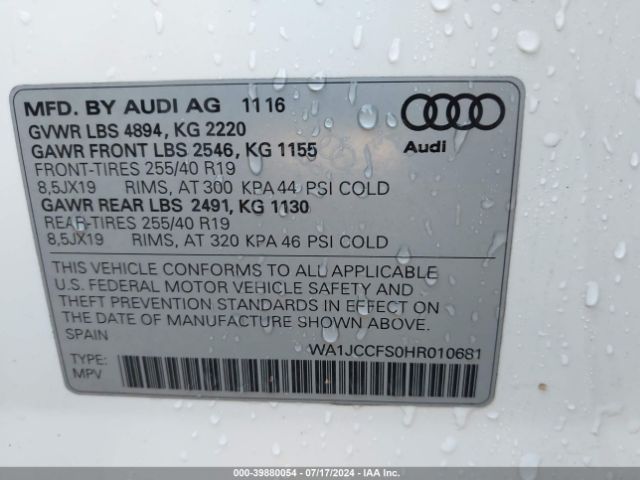 MFD. BY AUDI AG 11 16
GVWR LBS 4894, KG 2220
GAWR FRONT LBS 2546, KG 1155
FRONT-TIRES 255/40 R19
8,5JX19 RIMS, AT 300 KPA 44 PSI COLD
GAWR REAR LBS 2491, KG 1130
REAR-TIRES 255/40 R19
8,5JX19 RIMS, AT 320 KPA 46 PSI COLD
Audi
THIS VEHICLE CONFORMS TO ALL APPLICABLE
U.S. FEDERAL MOTOR VEHICLE SAFETY AND
THEFT PREVENTION STANDARDS IN EFFECT ON
THE DATE OF MANUFACTURE SHOWN ABOVE.
SPAIN
WA1JCCFS0HR010681
TYPE:
MPV
000-39880054 - 07/17/2024 - IAAI.COM